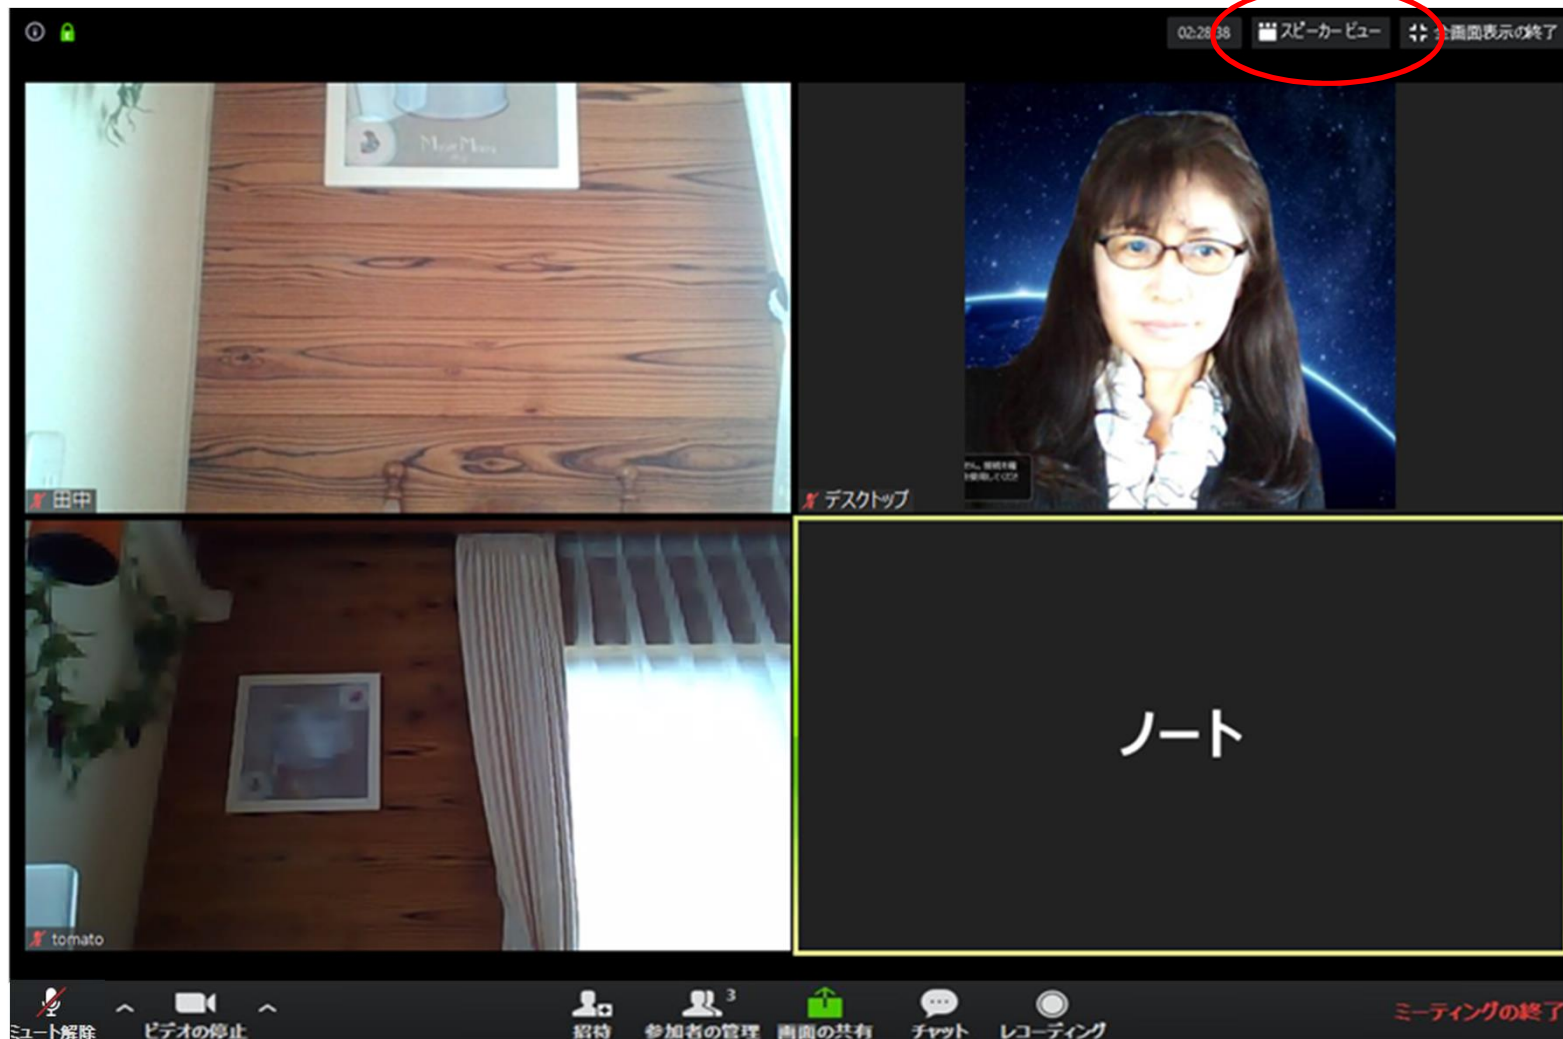 02:28:38
スピーカー ビュー
全画面表示の終了
田中
デスクトップ
ノート
tomato
ミュート解除
ビデオの停止
招待
参加者の管理
3
画面の共有
チャット
レコーディング
ミーティングの終了